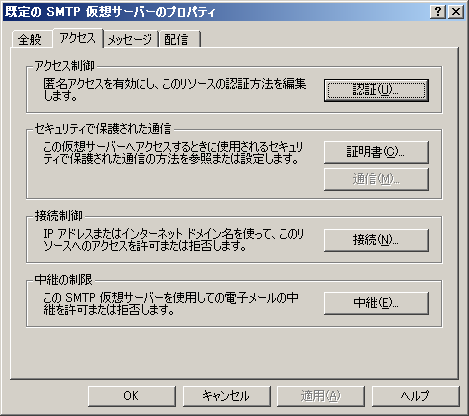 既定の SMTP 仮想サーバーのプロパティ
全般 アクセス メッセージ 配信
アクセス制御
匿名アクセスを有効にし、このリソースの認証方法を編集
します。
認証(U)...
セキュリティで保護された通信
この仮想サーバーへアクセスするときに使用されるセキュリ
ティで保護された通信の方法を参照または設定します。
証明書(C)...
通信(M)...
接続制御
IP アドレスまたはインターネット ドメイン名を使って、このリ
ソースへのアクセスを許可または拒否します。
接続(N)...
中継の制限
この SMTP 仮想サーバーを使用しての電子メールの中
継を許可または拒否します。
中継(E)...
OK キャンセル 適用(A) ヘルプ